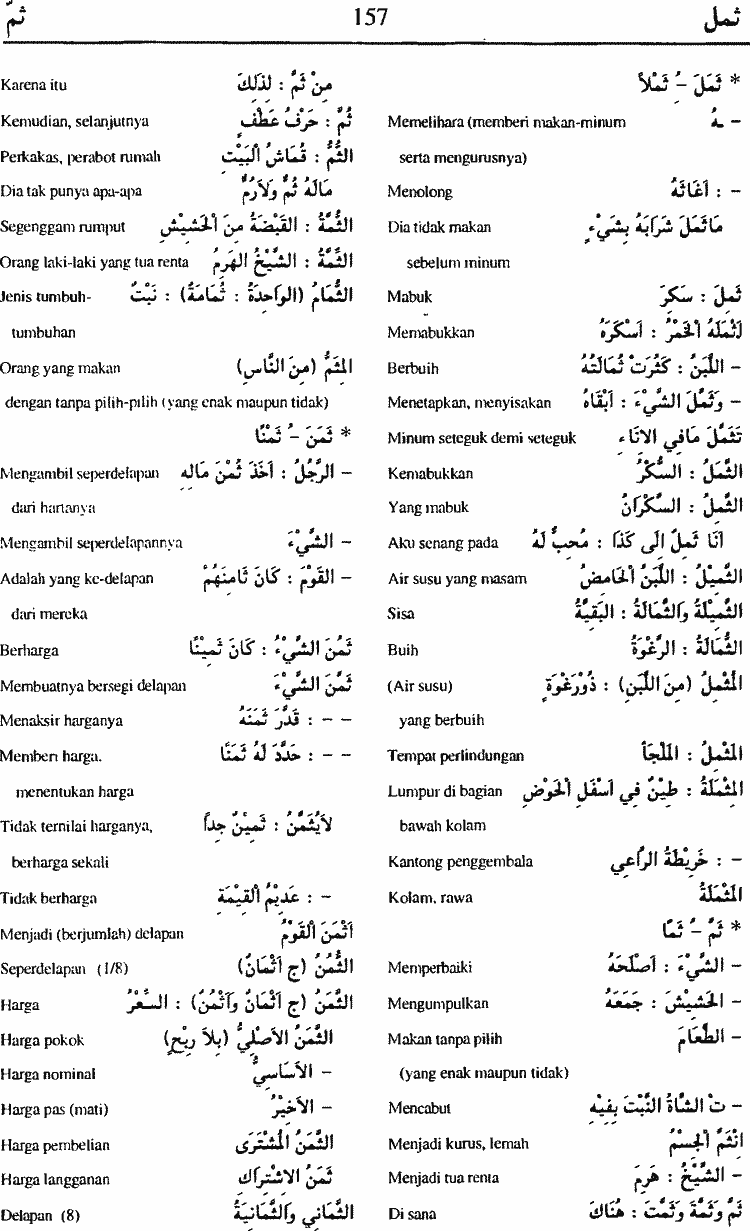 ثمل 157 ثمّ
* ثَمَلَ – ُ ثَمْلاً
– ـهُ Memelihara (memberi makan-minum
serta mengurusnya)
– : اَغَاثَهُ Menolong
مَاثَمَلَ شَرَابَهُ بِشَيْءٍ Dia tidak makan
sebelum minum
ثَمِلَ : سَكِرَ Mabuk
اَثْمَلَهُ الْخَمْرُ : اَسْكَرَهُ Memabukkan
– اللَّبَنُ : كَثُرَتْ ثُمَالَتُهُ Berbuih
– وَثَمَّلَ الشَّيْءَ : اَبْقَاهُ Menetapkan, menyisakan
تَثَمَّلَ مَافِي الاِنَاءِ Minum seteguk demi seteguk
الثَّمَلُ : السُّكْرُ Kemabukkan
الثَّمِلُ : السَّكْرَانُ Yang mabuk
اَنَا ثَمِلٌ اِلَى كَذَا : مُحِبٌّ لَهُ Aku senang pada
الثَّمِيْلُ : اللَّبَنُ الْحَامِضُ Air susu yang masam
الثَّمِيْلَةُ وَالثُّمَالَةُ : الْبَقِيَّةُ Sisa
الثُّمَالَةُ : الرَّغْوَةُ Buih
الْمُثْمِلُ (مِنَ اللَّبَنِ) : ذُوْرَغْوَةٍ (Air susu)
yang berbuih
الْمَثْمِلُ : الْمَلْجَأُ Tempat perlindungan
الْمَثْمَلَةُ : طِيْنٌ فِي اَسْفَلِ الْحَوْضِ Lumpur di bagian
bawah kolam
– : خَرِيْطَةُ الرَّاعِي Kantong penggembala
الْمَثْمَلَةُ Kolam, rawa
* ثَمَّ – ُ ثَمًّا
– الشَّيْءَ : اَصْلَحَهُ Memperbaiki
– الْحَشِيْشَ : جَمَعَهُ Mengumpulkan
– الطَّعَامَ Makan tanpa pilih
(yang enak maupun tidak)
– تْ الشَّاةُ النَّبْتَ بِفِيْهِ Mencabut
انْثَمَّ الْجِسْمُ Menjadi kurus, lemah
– الشَّيْخُ : هَرِمَ Menjadi tua renta
ثَمَّ وَثَمَّةَ وَثَمَّتَ : هُنَاكَ Di sana
مِنْ ثَمَّ : لِذَلِكَ Karena itu
ثُمَّ : حَرْفُ عَطْفٍ Kemudian, selanjutnya
الثُّمُّ : قُمَاشُ الْبَيْتِ Perkakas, perabot rumah
مَالَهُ ثُمٌّ وَلاَرُمٌّ Dia tak punya apa-apa
الثُّمَّةُ : الْقَبْضَةُ مِنَ الْحَشِيْشِ Segenggam rumput
الثِّمَّةُ : الشَّيْخُ الْهَرِمُ Orang laki-laki yang tua renta
الثُّمَامُ (الْوَاحِدَةُ : ثُمَامَةٌ) : نَبْتٌ Jenis tumbuh-
tumbuhan
الْمِثَمُّ (مِنَ النَّاسِ) Orang yang makan
dengan tanpa pilih-pilih (yang enak maupun tidak)
* ثَمَنَ – ُ ثَمْنًا
– الرَّجُلُ : اَخَذَ ثُمْنَ مَالِهِ Mengambil seperdelapan
dari hartanya
– الشَّيْءَ Mengambil seperdelapannya
– الْقَوْمَ : كَانَ ثَامِنَهُمْ Adalah yang ke-delapan
dari mereka
ثَمُنَ الشَّيْءُ : كَانَ ثَمِيْنًا Berharga
ثَمَّنَ الشَّيْءَ Membuatnya bersegi delapan
– – : قَدَّرَ ثَمَنَهُ Menaksir harganya
– – : حَدَّدَ لَهُ ثَمَنًا Memberi harga.
menentukan harga
لاَيُثَمَّنُ : ثَمِيْنٌ جِدًّا Tidak ternilai harganya,
berharga sekali
– : عَدِيْمُ الْقِيْمَةِ Tidak berharga
اَثْمَنَ الْقَوْمُ Menjadi (berjumlah) delapan
الثُّمْنُ (ج اَثْمَانٌ) Seperdelapan (1/8)
الثَّمَنُ (ج اَثْمَانٌ وَاَثْمُنٌ) : السِّعْرُ Harga
الثَّمَنُ الاَصْلِيُّ (بِلاَ رِبْحٍ) Harga pokok
– الاَسَاسِيُّ Harga nominal
– الاَخِيْرُ Harga pas (mati)
الثَّمَنُ الْمُشْتَرَى Harga pembelian
ثَمَنُ الاِشْتِرَاكِ Harga langganan
الثَّمَانِي وَالثَّمَانِيَةُ Delapan (8)